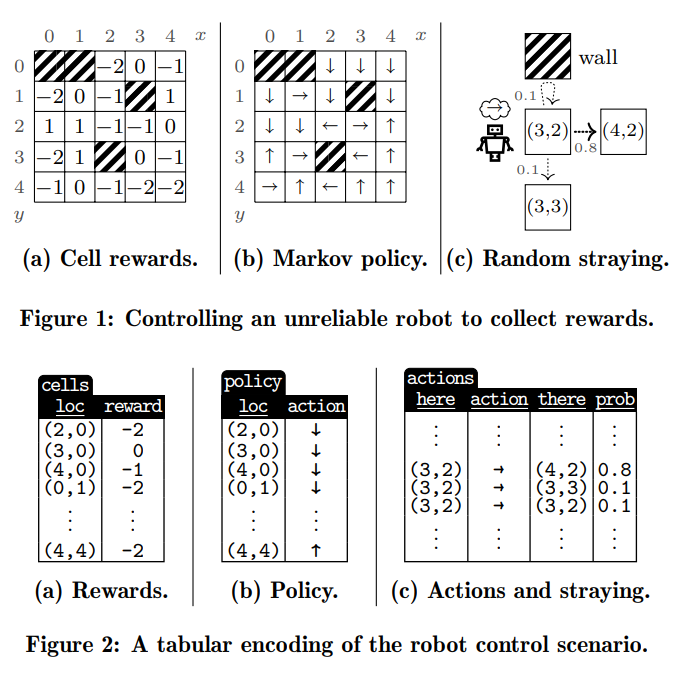 0 1 2 3 4 x
0 −2 0 −1
1 −2 0 −1 1
2 1 1 −1 −1 0
3 −2 1 0 −1
4 −1 0 −1 −2 −2
y
(a) Cell rewards.
0 1 2 3 4 x
0 ↓ ↓ ↓
1 ↓ → ↓ ↓
2 ↓ ↓ ← → ↑
3 ↑ → ← ↑
4 → ↑ ← ↑ ↑
y
(b) Markov policy.
wall
0.1
(3,2) (4,2)
0.8
0.1
(3,3)
(c) Random straying.
Figure 1: Controlling an unreliable robot to collect rewards.
cells
loc reward
(2,0) −2
(3,0) 0
(4,0) −1
(0,1) −2
⋮ ⋮
(4,4) −2
(a) Rewards.
policy
loc action
(2,0) ↓
(3,0) ↓
(4,0) ↓
(0,1) ↓
⋮ ⋮
(4,4) ↑
(b) Policy.
actions
here action there prob
⋮ ⋮ ⋮ ⋮
(3,2) → (4,2) 0.8
(3,2) → (3,3) 0.1
(3,2) → (3,2) 0.1
⋮ ⋮ ⋮ ⋮
(c) Actions and straying.
Figure 2: A tabular encoding of the robot control scenario.